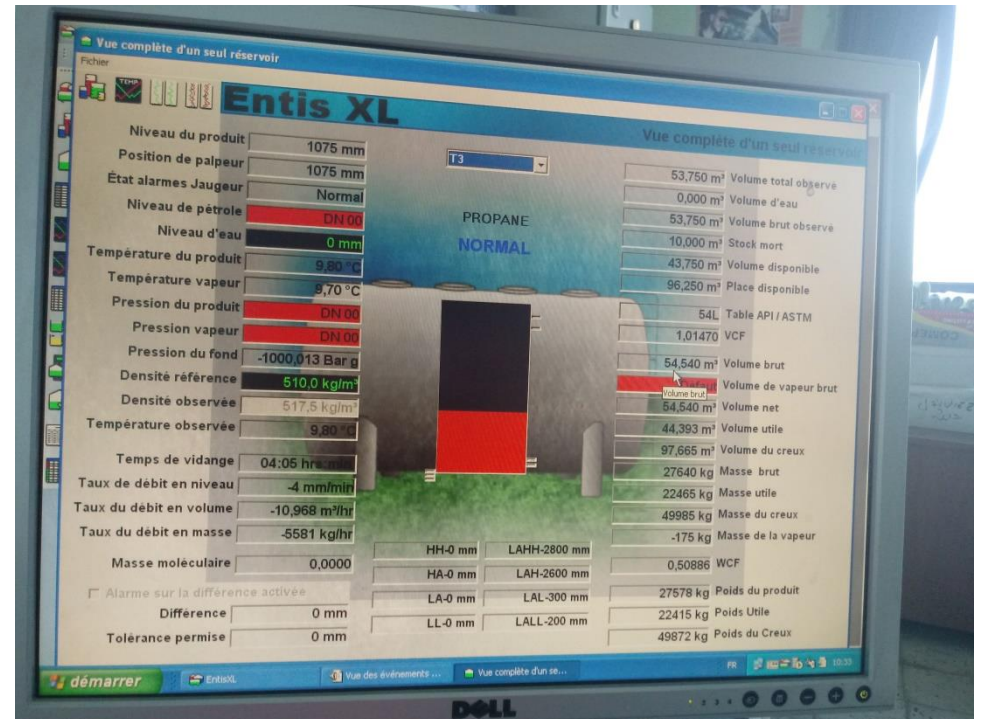 Vue complète d'un seul réservoir
Fichier
TEMP
Entis XL
Vue complète d'un seul réservoir
T3
PROPANE
NORMAL
Niveau du produit 1075 mm
Position de palpeur 1075 mm
État alarmes Jaugeur Normal
Niveau de pétrole DN 00
Niveau d'eau 0 mm
Température du produit 9,80 °C
Température vapeur 9,70 °C
Pression du produit DN 00
Pression vapeur DN 00
Pression du fond -1000,013 Bar g
Densité référence 510,0 kg/m³
Densité observée 517,5 kg/m³
Température observée 9,80 °C
Temps de vidange 04:05 hrs:min
Taux de débit en niveau -4 mm/min
Taux du débit en volume -10,968 m³/hr
Taux du débit en masse -5581 kg/hr
Masse moléculaire 0,0000
Alarme sur la différence activée
Différence 0 mm
Tolérance permise 0 mm
HH-0 mm LAHH-2800 mm
HA-0 mm LAH-2600 mm
LA-0 mm LAL-300 mm
LL-0 mm LALL-200 mm
53,750 m³ Volume total observé
0,000 m³ Volume d'eau
53,750 m³ Volume brut observé
10,000 m³ Stock mort
43,750 m³ Volume disponible
96,250 m³ Place disponible
54L Table API / ASTM
1,01470 VCF
54,540 m³ Volume brut
Volume de vapeur brut
Volume brut
54,540 m³ Volume net
44,393 m³ Volume utile
97,665 m³ Volume du creux
27640 kg Masse brut
22465 kg Masse utile
49985 kg Masse du creux
-175 kg Masse de la vapeur
0,50886 WCF
27578 kg Poids du produit
22415 kg Poids Utile
49872 kg Poids du Creux
démarrer
EntisXL
Vue des événements ...
Vue complète d'un se...
FR
10:33
DELL